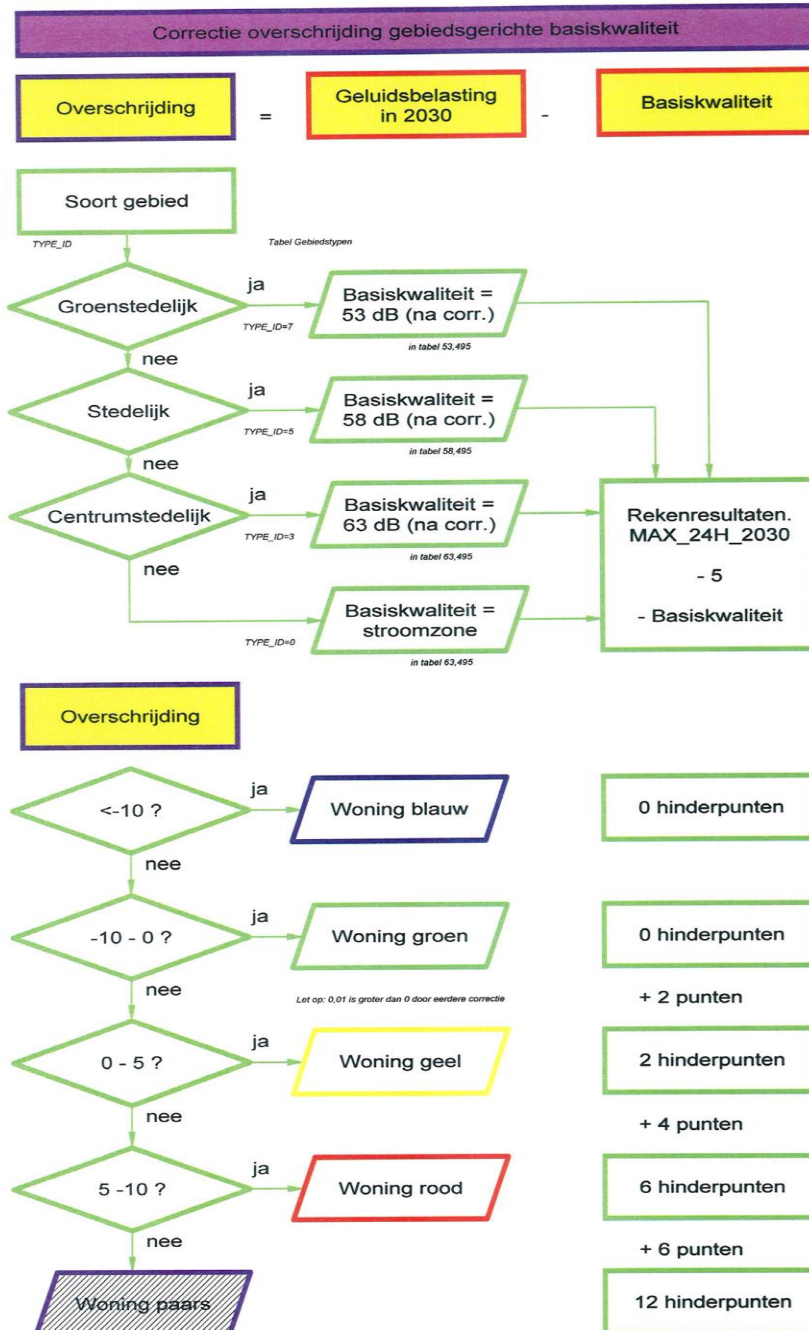 Correctie overschrijding gebiedsgerichte basiskwaliteit
Overschrijding
=
Geluidsbelasting
in 2030
-
Basiskwaliteit
Soort gebied
TYPE_ID
Tabel Gebiedstypen
Groenstedelijk
ja
TYPE_ID=7
Basiskwaliteit =
53 dB (na corr.)
in tabel 53,495
nee
Stedelijk
ja
TYPE_ID=5
Basiskwaliteit =
58 dB (na corr.)
in tabel 58,495
nee
Centrumstedelijk
ja
TYPE_ID=3
Basiskwaliteit =
63 dB (na corr.)
in tabel 63,495
nee
TYPE_ID=0
Basiskwaliteit =
stroomzone
in tabel 63,495
Rekenresultaten.
MAX_24H_2030
- 5
- Basiskwaliteit
Overschrijding
<-10 ?
ja
Woning blauw
0 hinderpunten
nee
-10 - 0 ?
ja
Woning groen
0 hinderpunten
nee
Let op: 0,01 is groter dan 0 door eerdere correctie
+ 2 punten
0 - 5 ?
ja
Woning geel
2 hinderpunten
nee
+ 4 punten
5 -10 ?
ja
Woning rood
6 hinderpunten
nee
+ 6 punten
Woning paars
12 hinderpunten